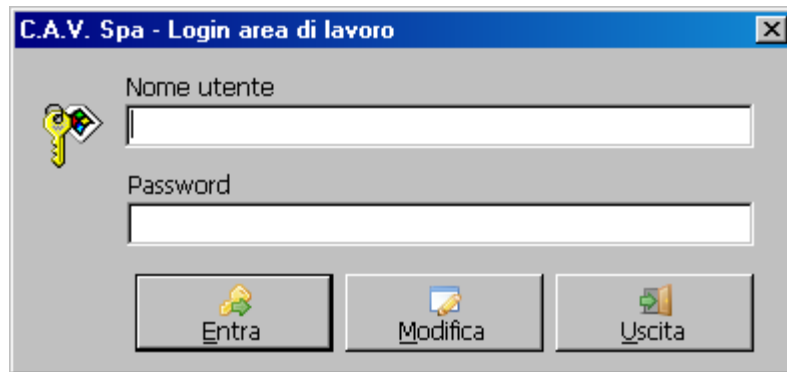 C.A.V. Spa - Login area di lavoro
Nome utente
Password
Entra Modifica Uscita